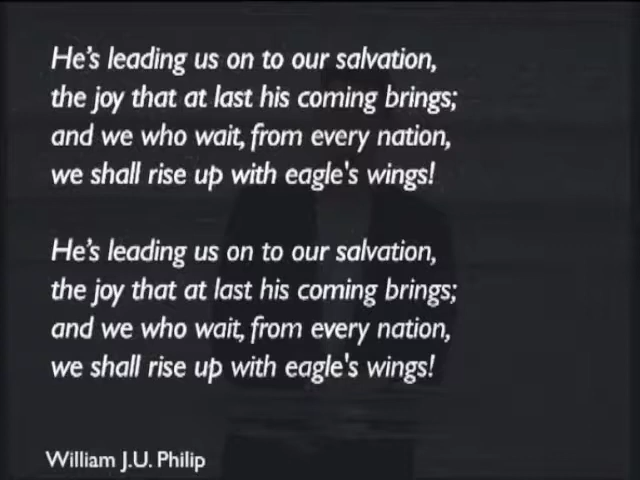 He's leading us on to our salvation,
the joy that at last his coming brings;
and we who wait, from every nation,
we shall rise up with eagle's wings!
He's leading us on to our salvation,
the joy that at last his coming brings;
and we who wait, from every nation,
we shall rise up with eagle's wings!
William J.U. Philip